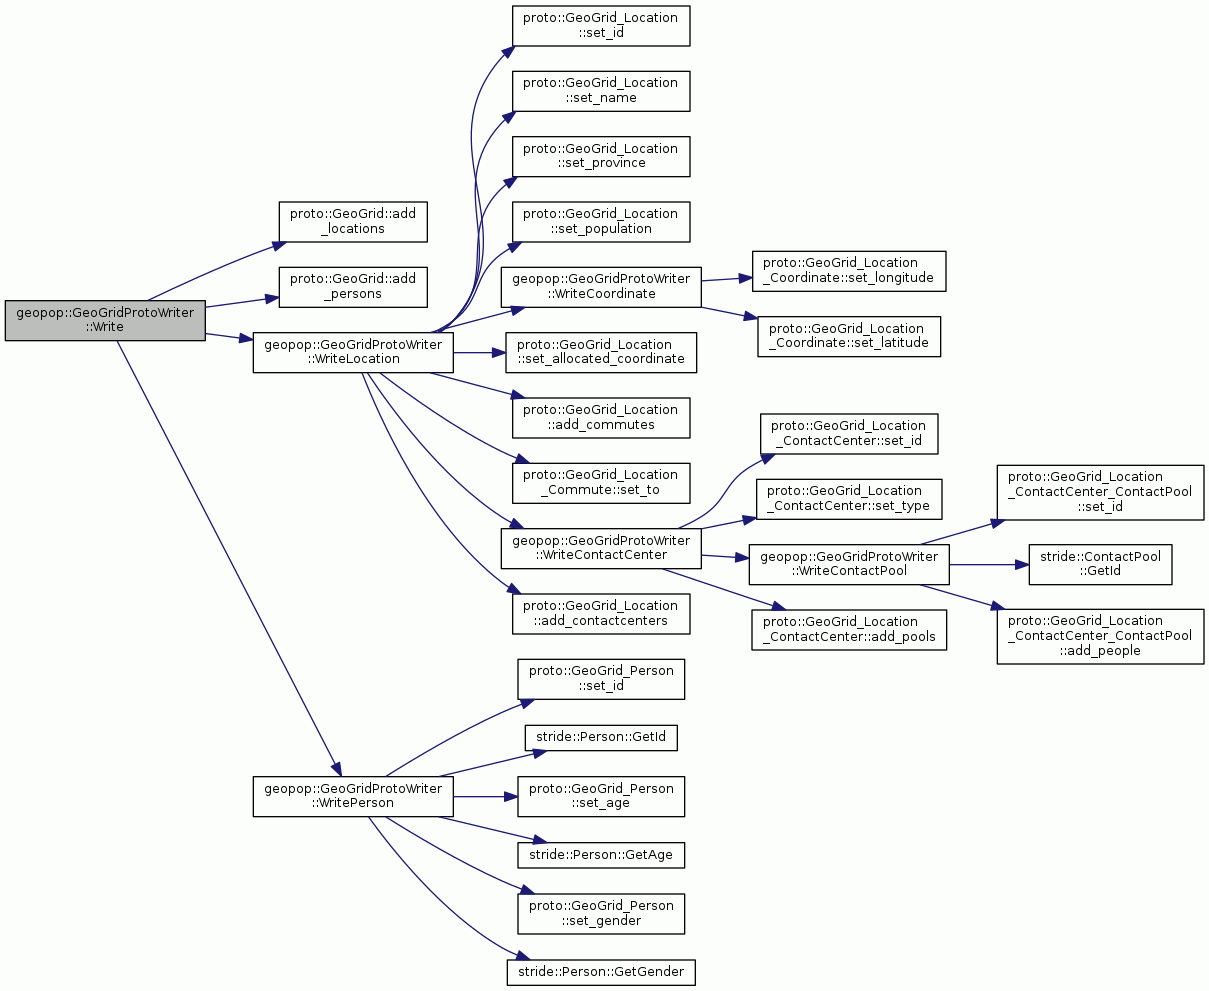 geopop::GeoGridProtoWriter
::Write
proto::GeoGrid::add
_locations
proto::GeoGrid::add
_persons
geopop::GeoGridProtoWriter
::WriteLocation
geopop::GeoGridProtoWriter
::WritePerson
proto::GeoGrid_Location
::set_id
proto::GeoGrid_Location
::set_name
proto::GeoGrid_Location
::set_province
proto::GeoGrid_Location
::set_population
geopop::GeoGridProtoWriter
::WriteCoordinate
proto::GeoGrid_Location
::set_allocated_coordinate
proto::GeoGrid_Location
::add_commutes
proto::GeoGrid_Location
_Commute::set_to
geopop::GeoGridProtoWriter
::WriteContactCenter
proto::GeoGrid_Location
::add_contactcenters
proto::GeoGrid_Person
::set_id
stride::Person::GetId
proto::GeoGrid_Person
::set_age
stride::Person::GetAge
proto::GeoGrid_Person
::set_gender
stride::Person::GetGender
proto::GeoGrid_Location
_Coordinate::set_longitude
proto::GeoGrid_Location
_Coordinate::set_latitude
proto::GeoGrid_Location
_ContactCenter::set_id
proto::GeoGrid_Location
_ContactCenter::set_type
geopop::GeoGridProtoWriter
::WriteContactPool
proto::GeoGrid_Location
_ContactCenter::add_pools
proto::GeoGrid_Location
_ContactCenter_ContactPool
::set_id
stride::ContactPool
::GetId
proto::GeoGrid_Location
_ContactCenter_ContactPool
::add_people